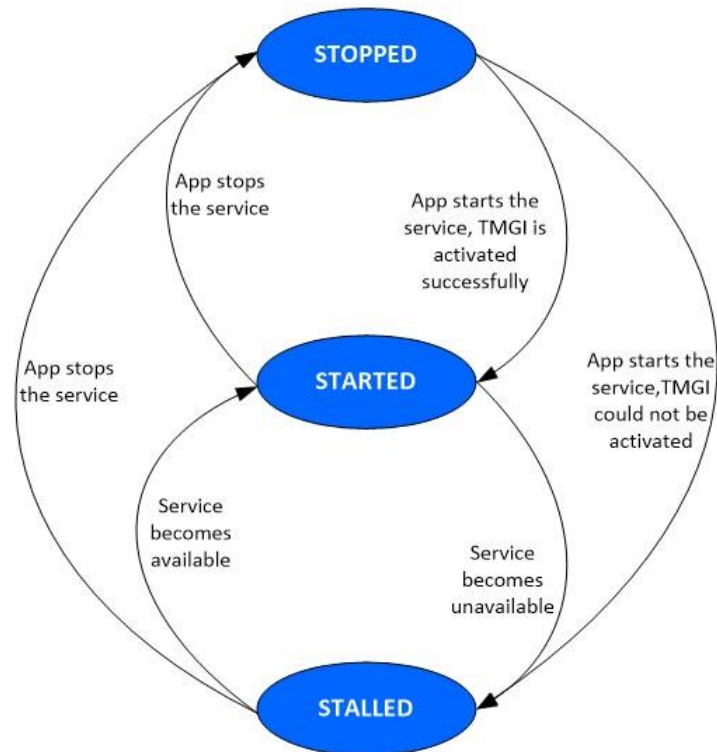 STOPPED
App stops
the service
App starts the
service, TMGI is
activated
successfully
App stops
the service
STARTED
App starts the
service,TMGI
could not be
activated
Service
becomes
available
Service
becomes
unavailable
STALLED